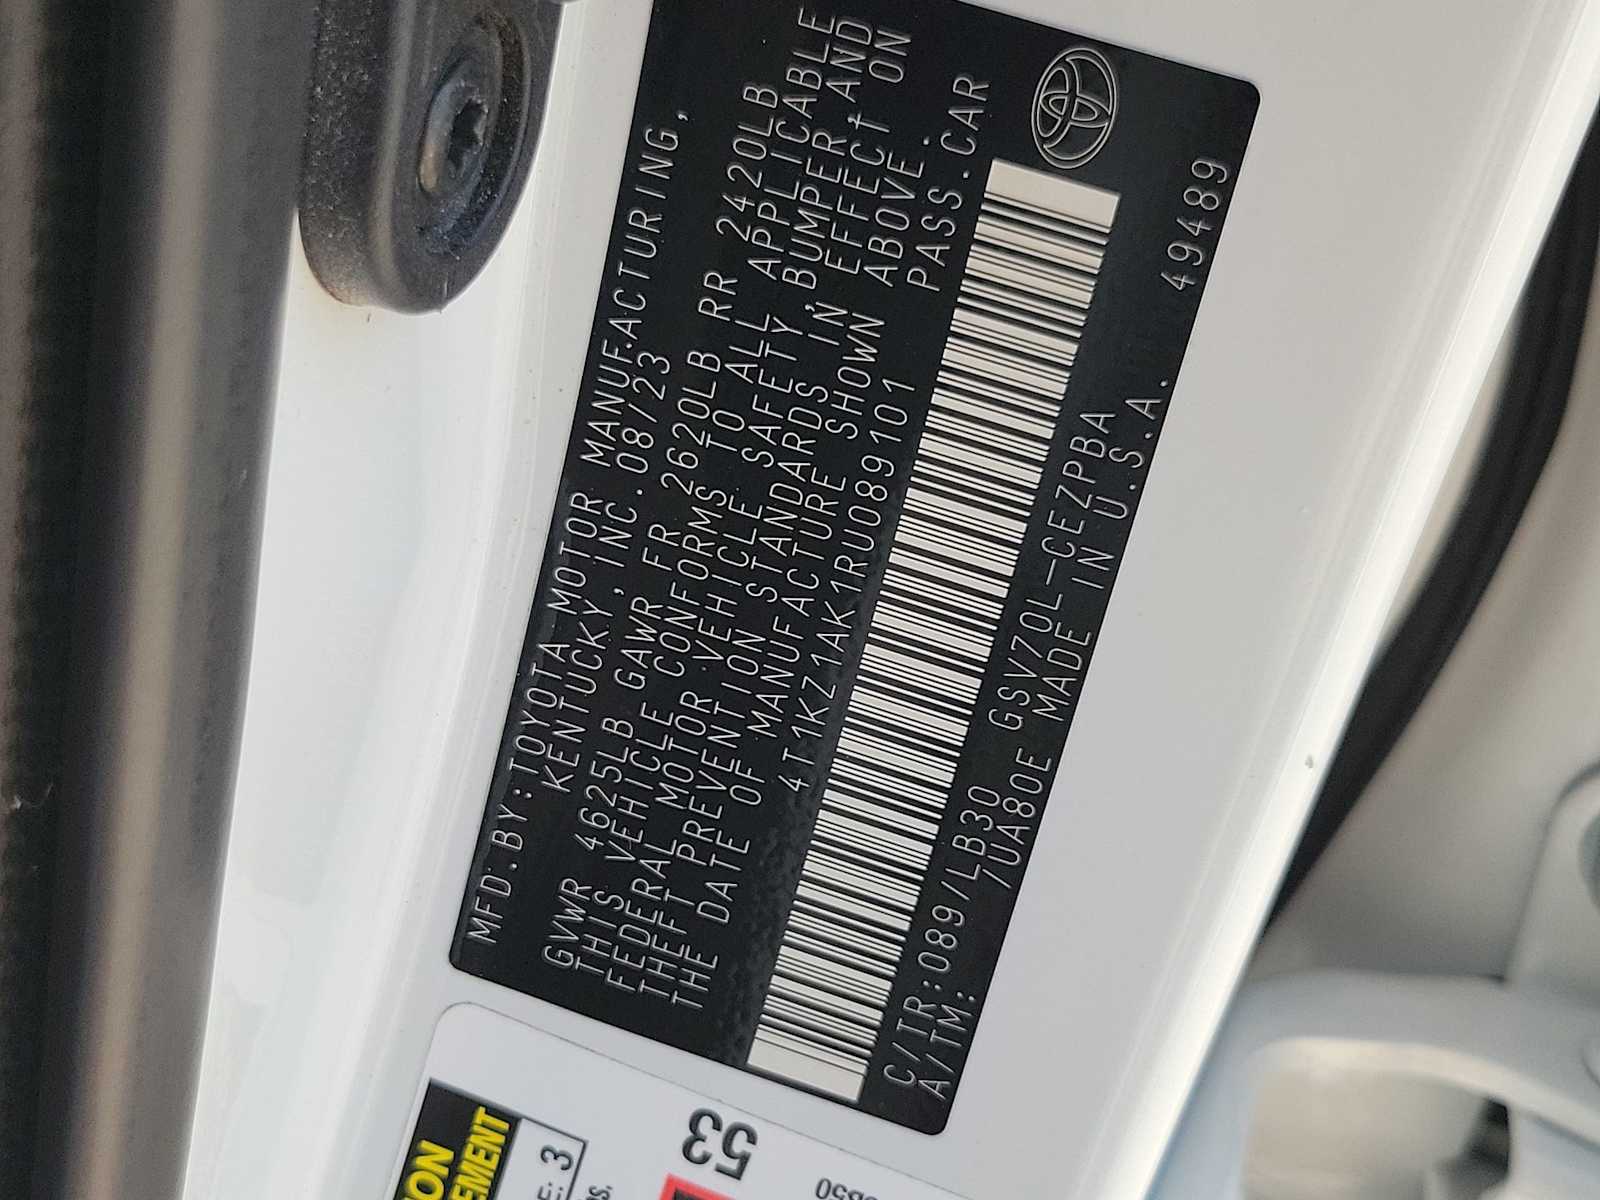 MFD.BY:TOYOTA MOTOR MANUFACTURING,
KENTUCKY, INC. 08/23
GVWR 4625LB GAWR FR 2620LB RR 2420LB
THIS VEHICLE CONFORMS TO ALL APPLICABLE
FEDERAL MOTOR VEHICLE SAFETY, BUMPER, AND
THEFT PREVENTION STANDARDS IN EFFECT ON
THE DATE OF MANUFACTURE SHOWN ABOVE.
4T1KZ1AK1RU089101 PASS.CAR
C/TR:089/LB30 GSV70L-CEZPBA 49489
A/TM: /UA80E MADE IN U.S.A.
53
3